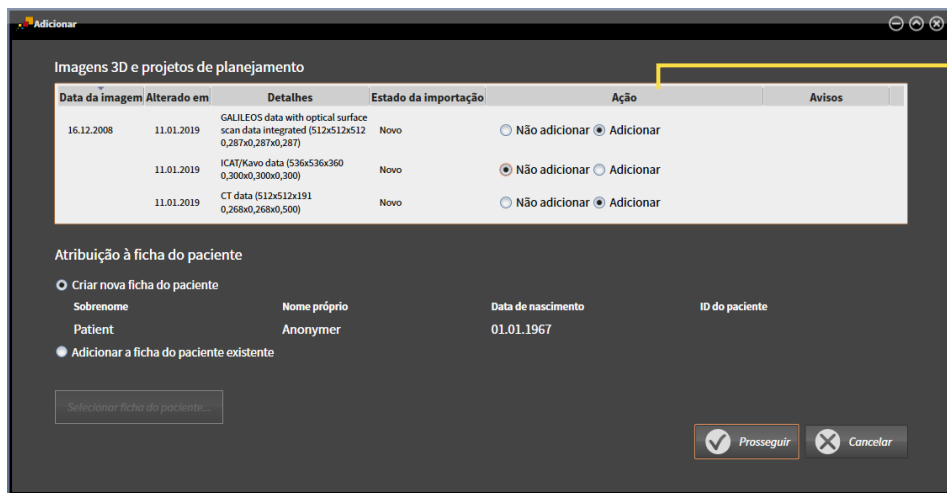 Adicionar
Imagens 3D e projetos de planejamento
Data da imagem Alterado em Detalhes Estado da importação Ação Avisos
GALILEOS data with optical surface
16.12.2008 11.01.2019 scan data integrated (512x512x512 Novo Não adicionar Adicionar
0,287x0,287x0,287)
ICAT/Kavo data (536x536x360
11.01.2019 0,300x0,300x0,300) Novo Não adicionar Adicionar
CT data (512x512x191
11.01.2019 0,268x0,268x0,500) Novo Não adicionar Adicionar
Atribuição à ficha do paciente
Criar nova ficha do paciente
Sobrenome Nome próprio Data de nascimento ID do paciente
Patient Anonymer 01.01.1967
Adicionar a ficha do paciente existente
Selecionar ficha do paciente...
Prosseguir Cancelar